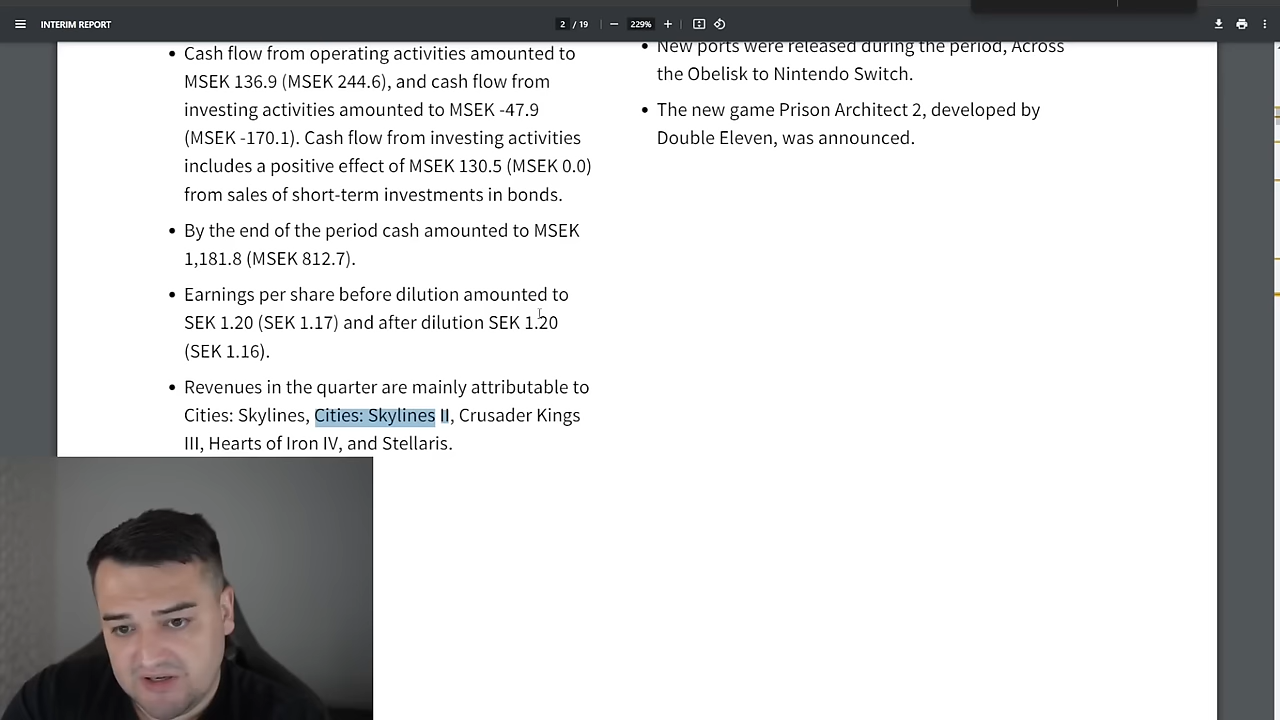 INTERIM REPORT
2 / 19
229%
• Cash flow from operating activities amounted to
MSEK 136.9 (MSEK 244.6), and cash flow from
investing activities amounted to MSEK -47.9
(MSEK -170.1). Cash flow from investing activities
includes a positive effect of MSEK 130.5 (MSEK 0.0)
from sales of short-term investments in bonds.
• By the end of the period cash amounted to MSEK
1,181.8 (MSEK 812.7).
• Earnings per share before dilution amounted to
SEK 1.20 (SEK 1.17) and after dilution SEK 1.20
(SEK 1.16).
• Revenues in the quarter are mainly attributable to
Cities: Skylines, Cities: Skylines II, Crusader Kings
III, Hearts of Iron IV, and Stellaris.
• New ports were released during the period, Across
the Obelisk to Nintendo Switch.
• The new game Prison Architect 2, developed by
Double Eleven, was announced.